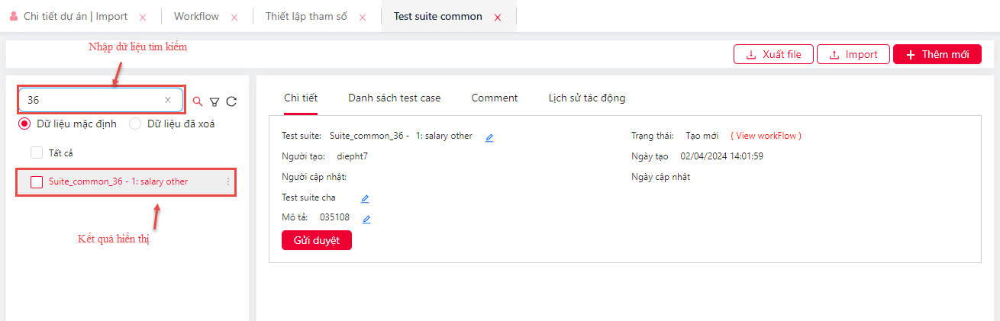 Chi tiết dự án | Import
Workflow
Thiết lập tham số
Test suite common
Nhập dữ liệu tìm kiếm
Xuất file
Import
Thêm mới
36
Dữ liệu mặc định
Dữ liệu đã xoá
Tất cả
Suite_common_36 - 1: salary other
Kết quả hiển thị
Chi tiết
Danh sách test case
Comment
Lịch sử tác động
Test suite: Suite_common_36 - 1: salary other
Trạng thái: Tạo mới ( View workFlow )
Người tạo: diepht7
Ngày tạo 02/04/2024 14:01:59
Người cập nhật:
Ngày cập nhật
Test suite cha
Mô tả: 035108
Gửi duyệt